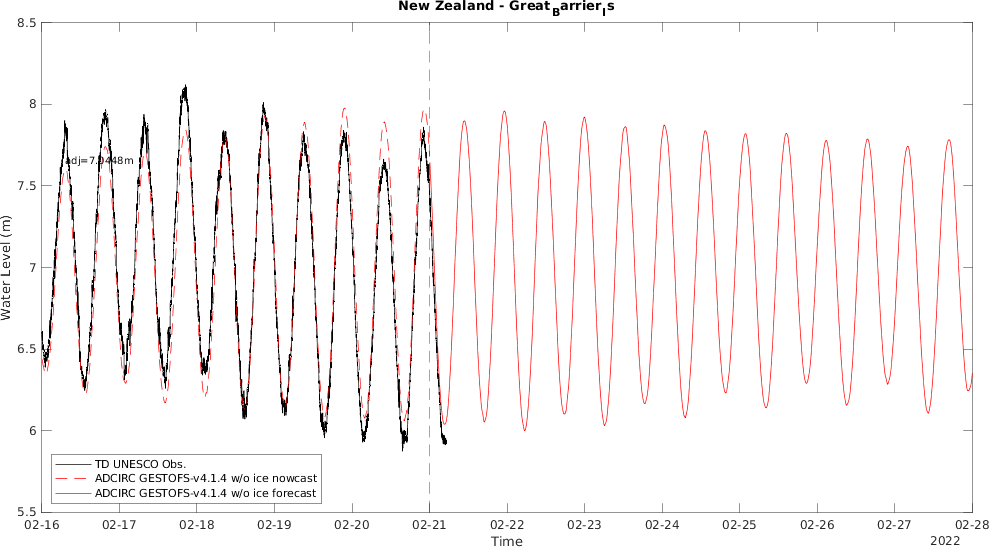 New Zealand - GreatBarrierIs
8.5
8
7.5
7
6.5
6
5.5
Water Level (m)
adj=7.0448m
TD UNESCO Obs.
ADCIRC GESTOFS-v4.1.4 w/o ice nowcast
ADCIRC GESTOFS-v4.1.4 w/o ice forecast
02-16 02-17 02-18 02-19 02-20 02-21 02-22 02-23 02-24 02-25 02-26 02-27 02-28
Time
2022